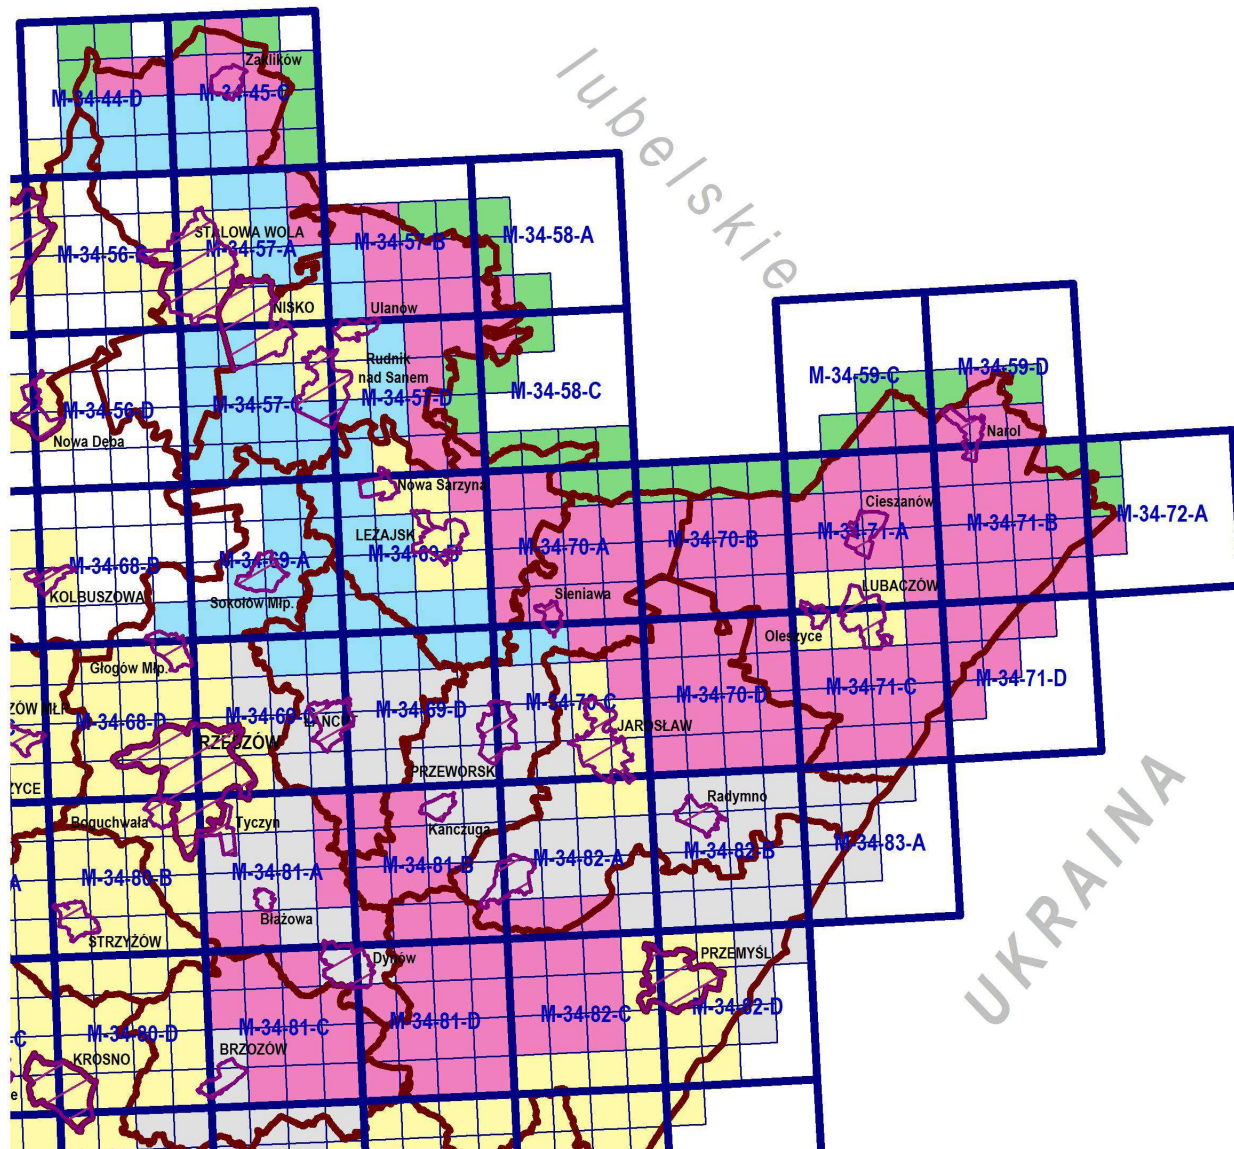 lubelskie
Zaklików
M-34-44-D
M-34-45-C
STALOWA WOLA
M-34-57-A
M-34-57-B
M-34-58-A
NISKO
Ulanów
Rudnik
nad Sanem
M-34-56-D
M-34-57-C
M-34-57-D
M-34-58-C
M-34-59-C
M-34-59-D
Nowa Dęba
Narol
Nowa Sarzyna
Cieszanów
LEŻAJSK
M-34-68-B
M-34-69-A
M-34-69-B
M-34-70-A
M-34-70-B
M-34-71-A
M-34-71-B
M-34-72-A
KOLBUSZOWA
Sokołów Młp.
Sieniawa
LUBACZÓW
Oleszyce
Głogów Młp.
M-34-68-D
M-34-69-D
M-34-70-C
M-34-70-D
M-34-71-C
M-34-71-D
ZÓW MŁP.
ŁAŃCUT
RZESZÓW
JAROSŁAW
PRZEWORSK
ZYCE
UKRAINA
Boguchwała
Tyczyn
Kańczuga
Radymno
A
M-34-80-B
M-34-81-A
M-34-81-B
M-34-82-A
M-34-82-B
M-34-83-A
Błażowa
STRZYŻÓW
Dynów
PRZEMYŚL
-C
M-34-80-D
M-34-81-C
M-34-81-D
M-34-82-C
M-34-82-D
KROSNO
BRZOZÓW
e